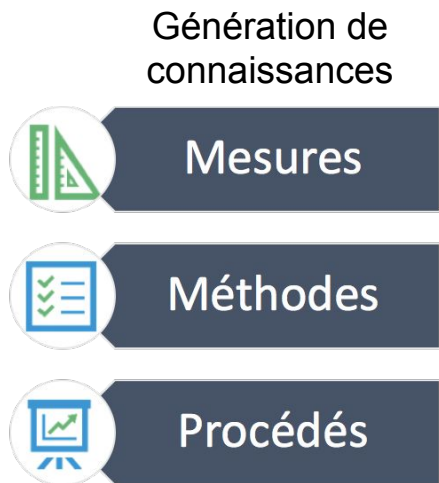 Génération de
connaissances
Mesures
Méthodes
Procédés